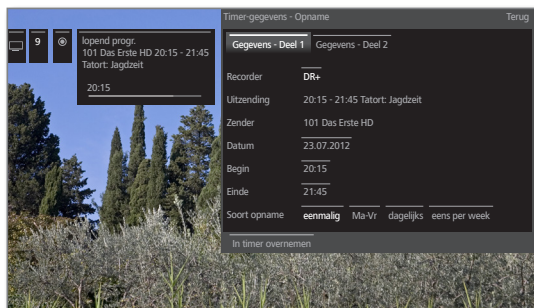 Timer-gegevens - Opname Terug
9
lopend progr.
101 Das Erste HD 20:15 - 21:45
Tatort: Jagdzeit
20:15
Gegevens - Deel 1 Gegevens - Deel 2
Recorder DR+
Uitzending 20:15 - 21:45 Tatort: Jagdzeit
Zender 101 Das Erste HD
Datum 23.07.2012
Begin 20:15
Einde 21:45
Soort opname eenmalig Ma-Vr dagelijks eens per week
In timer overnemen